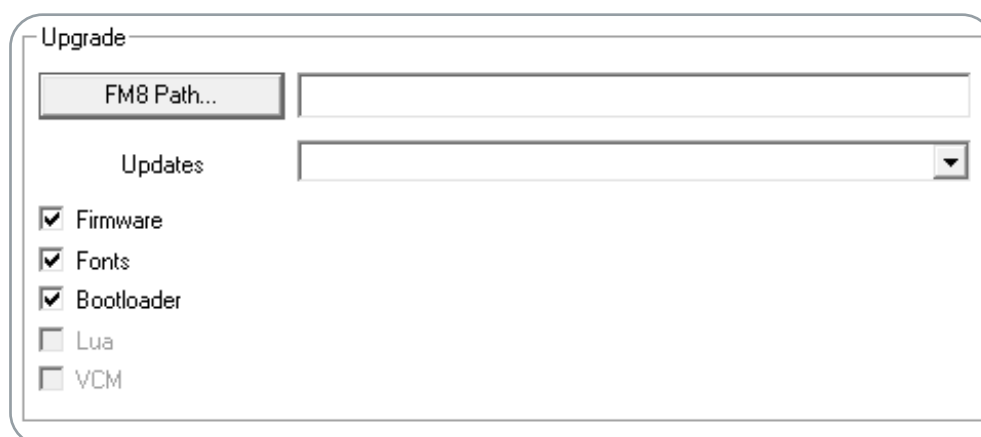 Upgrade
FM8 Path...
Updates
Firmware
Fonts
Bootloader
Lua
VCM